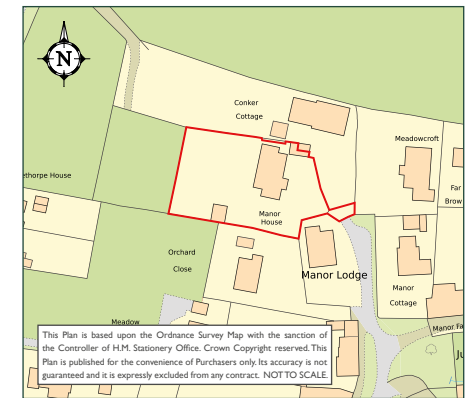 N
Conker
Cottage
Meadowcroft
ethorpe House
Far
Brow
Manor
House
Orchard
Close
Manor Lodge
Manor
Cottage
Meadow
Manor Fa
Ju
This Plan is based upon the Ordnance Survey Map with the sanction of
the Controller of H.M. Stationery Office. Crown Copyright reserved. This
Plan is published for the convenience of Purchasers only. Its accuracy is not
guaranteed and it is expressly excluded from any contract. NOT TO SCALE.